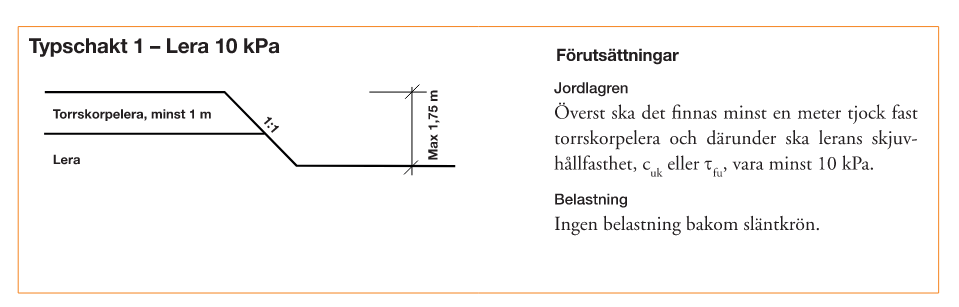 Typschakt 1 – Lera 10 kPa
Torrskorpelera, minst 1 m
Lera
1:1
Max 1,75 m
Förutsättningar
Jordlagren
Överst ska det finnas minst en meter tjock fast
torrskorpelera och därunder ska lerans skjuv-
hållfasthet, c_uk eller τ_fu, vara minst 10 kPa.
Belastning
Ingen belastning bakom släntkrön.